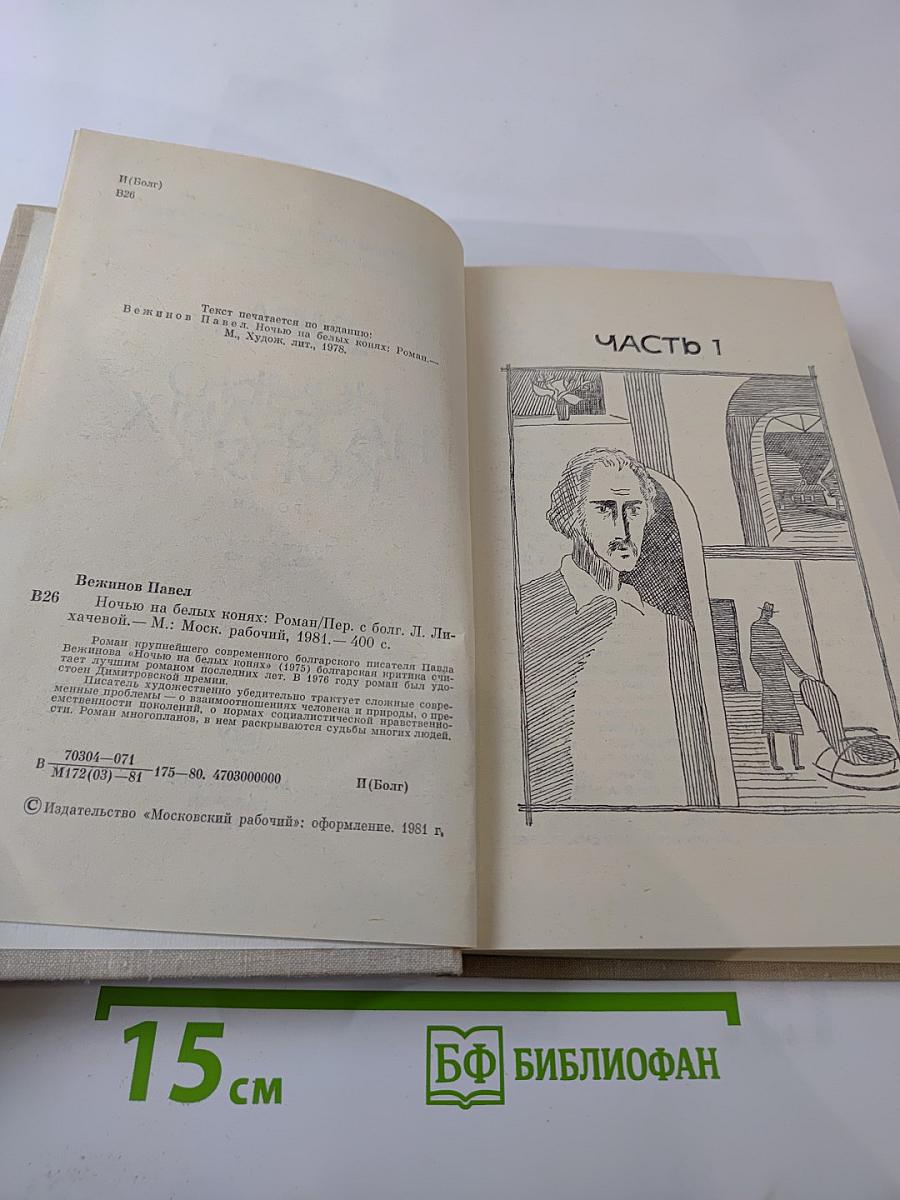 И(Болг)
В26
Текст печатается по изданию:
Вежинов Павел. Ночью на белых конях: Роман.—
М., Худож. лит., 1978.
Вежинов Павел
В26 Ночью на белых конях: Роман/Пер. с болг. Л. Ли-
хачевой.— М.: Моск. рабочий, 1981.— 400 с.
Роман крупнейшего современного болгарского писателя Павла
Вежинова «Ночью на белых конях» (1975) болгарская критика счи-
тает лучшим романом последних лет. В 1976 году роман был удо-
стоен Димитровской премии.
Писатель художественно убедительно трактует сложные совре-
менные проблемы — о взаимоотношениях человека и природы, о пре-
емственности поколений, о нормах социалистической нравственно-
сти. Роман многопланов, в нем раскрываются судьбы многих людей.
70304—071
В М172(03)—81 175—80. 4703000000 И(Болг)
© Издательство «Московский рабочий»: оформление. 1981 г.
ЧАСТЬ 1
15 см
БФ БИБЛИОФАН